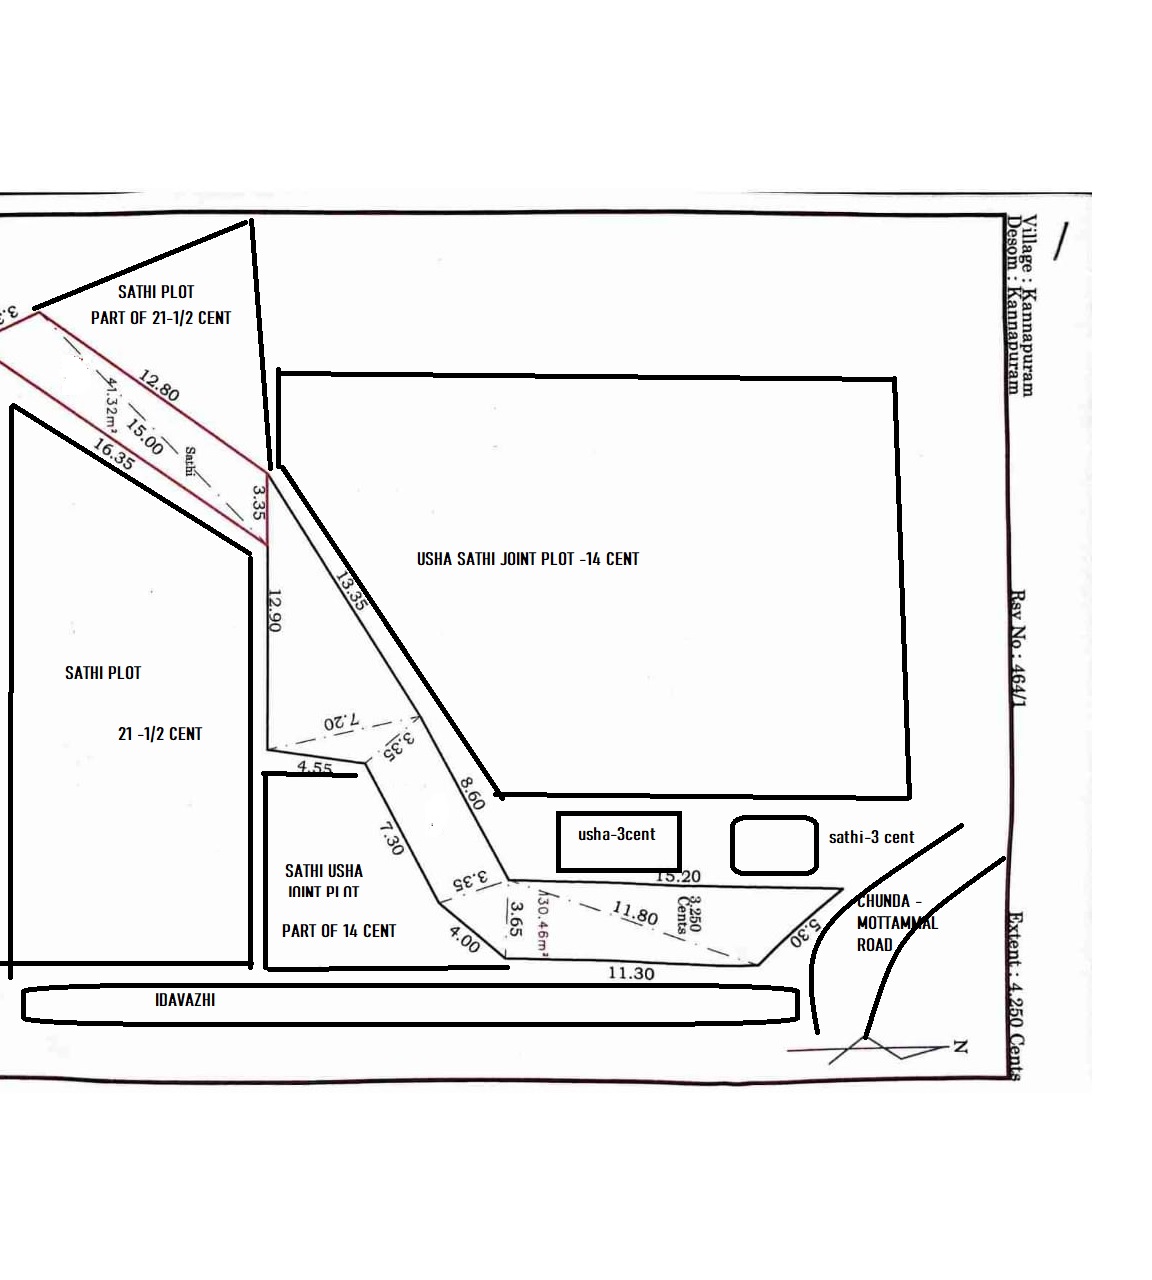 Village : Kannapuram
Desom : Kannapuram
Rsv No : 464/1
Extent : 4.250 Cents
SATHI PLOT
PART OF 21-1/2 CENT
12.80
41.32m²
15.00
16.35
Sathi
3.35
13.35
12.90
USHA SATHI JOINT PLOT -14 CENT
SATHI PLOT
21 -1/2 CENT
7.20
3.35
4.55
8.60
7.30
usha-3cent
sathi-3 cent
15.20
SATHI USHA
JOINT PLOT
PART OF 14 CENT
3.35
3.65
130.46m²
11.80
3.250
Cents
5.30
4.00
11.30
CHUNDA -
MOTTAMMAL
ROAD
IDAVAZHI
N